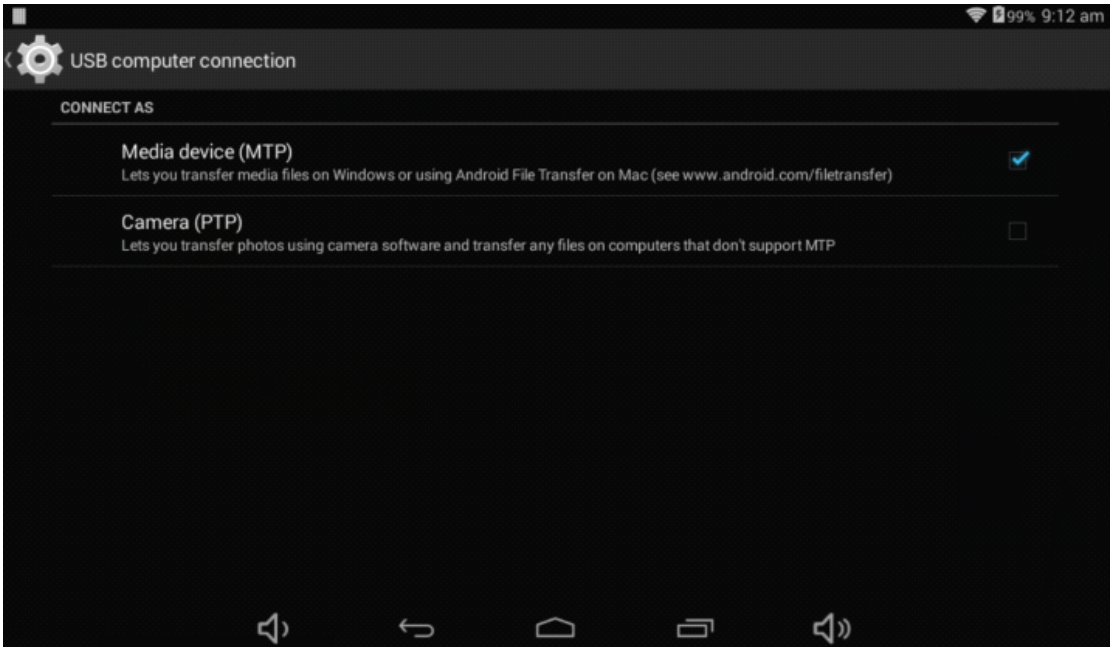 99% 9:12 am
USB computer connection
CONNECT AS
Media device (MTP)
Lets you transfer media files on Windows or using Android File Transfer on Mac (see www.android.com/filetransfer)
Camera (PTP)
Lets you transfer photos using camera software and transfer any files on computers that don't support MTP